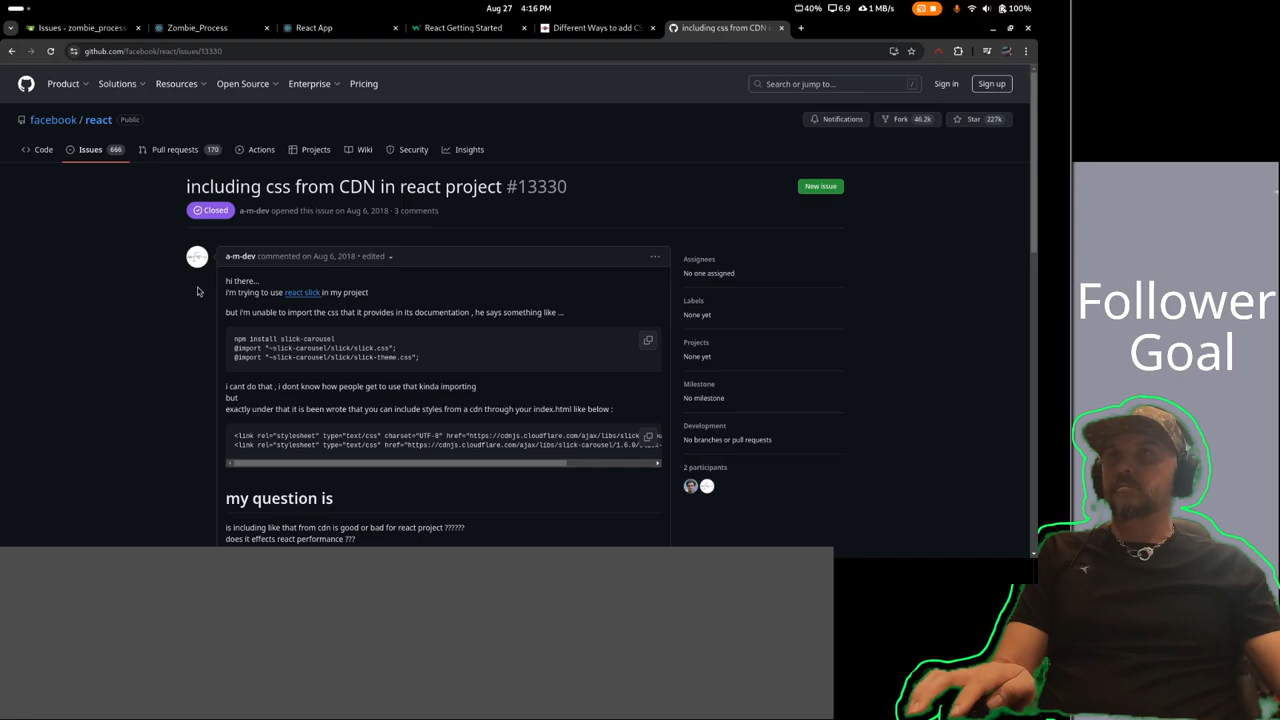 Aug 27 4:16 PM
40% 6.9 1 MB/s 100%
Issues - zombie_process
Zombie_Process
React App
React Getting Started
Different Ways to add CS
including css from CDN i
github.com/facebook/react/issues/13330
Product Solutions Resources Open Source Enterprise Pricing
Search or jump to... /
Sign in
Sign up
facebook / react Public
Notifications
Fork 46.2k
Star 227k
Code
Issues 666
Pull requests 170
Actions
Projects
Wiki
Security
Insights
including css from CDN in react project #13330
New issue
Closed
a-m-dev opened this issue on Aug 6, 2018 · 3 comments
a-m-dev commented on Aug 6, 2018 • edited
hi there...
i'm trying to use react slick in my project
but i'm unable to import the css that it provides in its documentation , he says something like ...
npm install slick-carousel
@import "~slick-carousel/slick/slick.css";
@import "~slick-carousel/slick/slick-theme.css";
i cant do that , i dont know how people get to use that kinda importing
but
exactly under that it is been wrote that you can include styles from a cdn through your index.html like below :
<link rel="stylesheet" type="text/css" charset="UTF-8" href="https://cdnjs.cloudflare.com/ajax/libs/slick
<link rel="stylesheet" type="text/css" href="https://cdnjs.cloudflare.com/ajax/libs/slick-carousel/1.6.0/
my question is
is including like that from cdn is good or bad for react project ??????
does it effects react performance ???
Assignees
No one assigned
Labels
None yet
Projects
None yet
Milestone
No milestone
Development
No branches or pull requests
2 participants
Follower
Goal